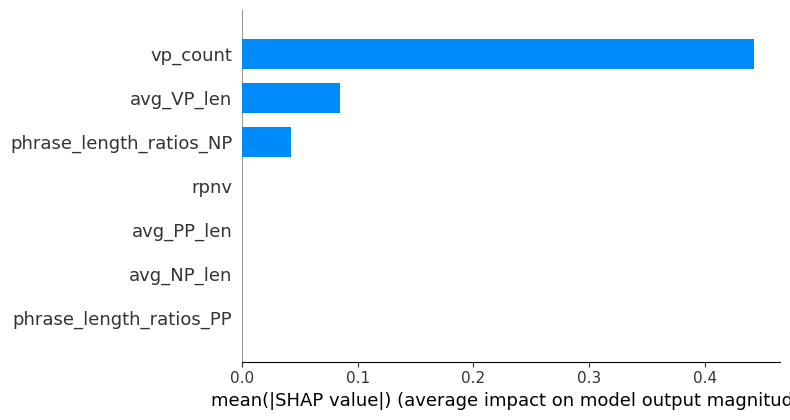 vp_count
avg_VP_len
phrase_length_ratios_NP
rpnv
avg_PP_len
avg_NP_len
phrase_length_ratios_PP
0.0 0.1 0.2 0.3 0.4
mean(|SHAP value|) (average impact on model output magnitud